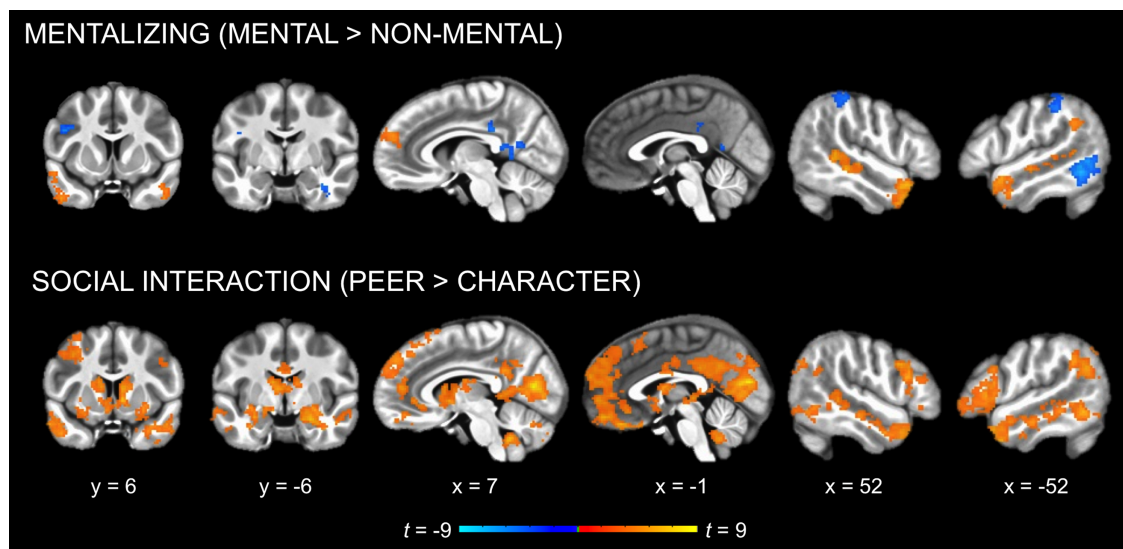 MENTALIZING (MENTAL > NON-MENTAL)
SOCIAL INTERACTION (PEER > CHARACTER)
y = 6 y = -6 x = 7 x = -1 x = 52 x = -52
t = -9 t = 9